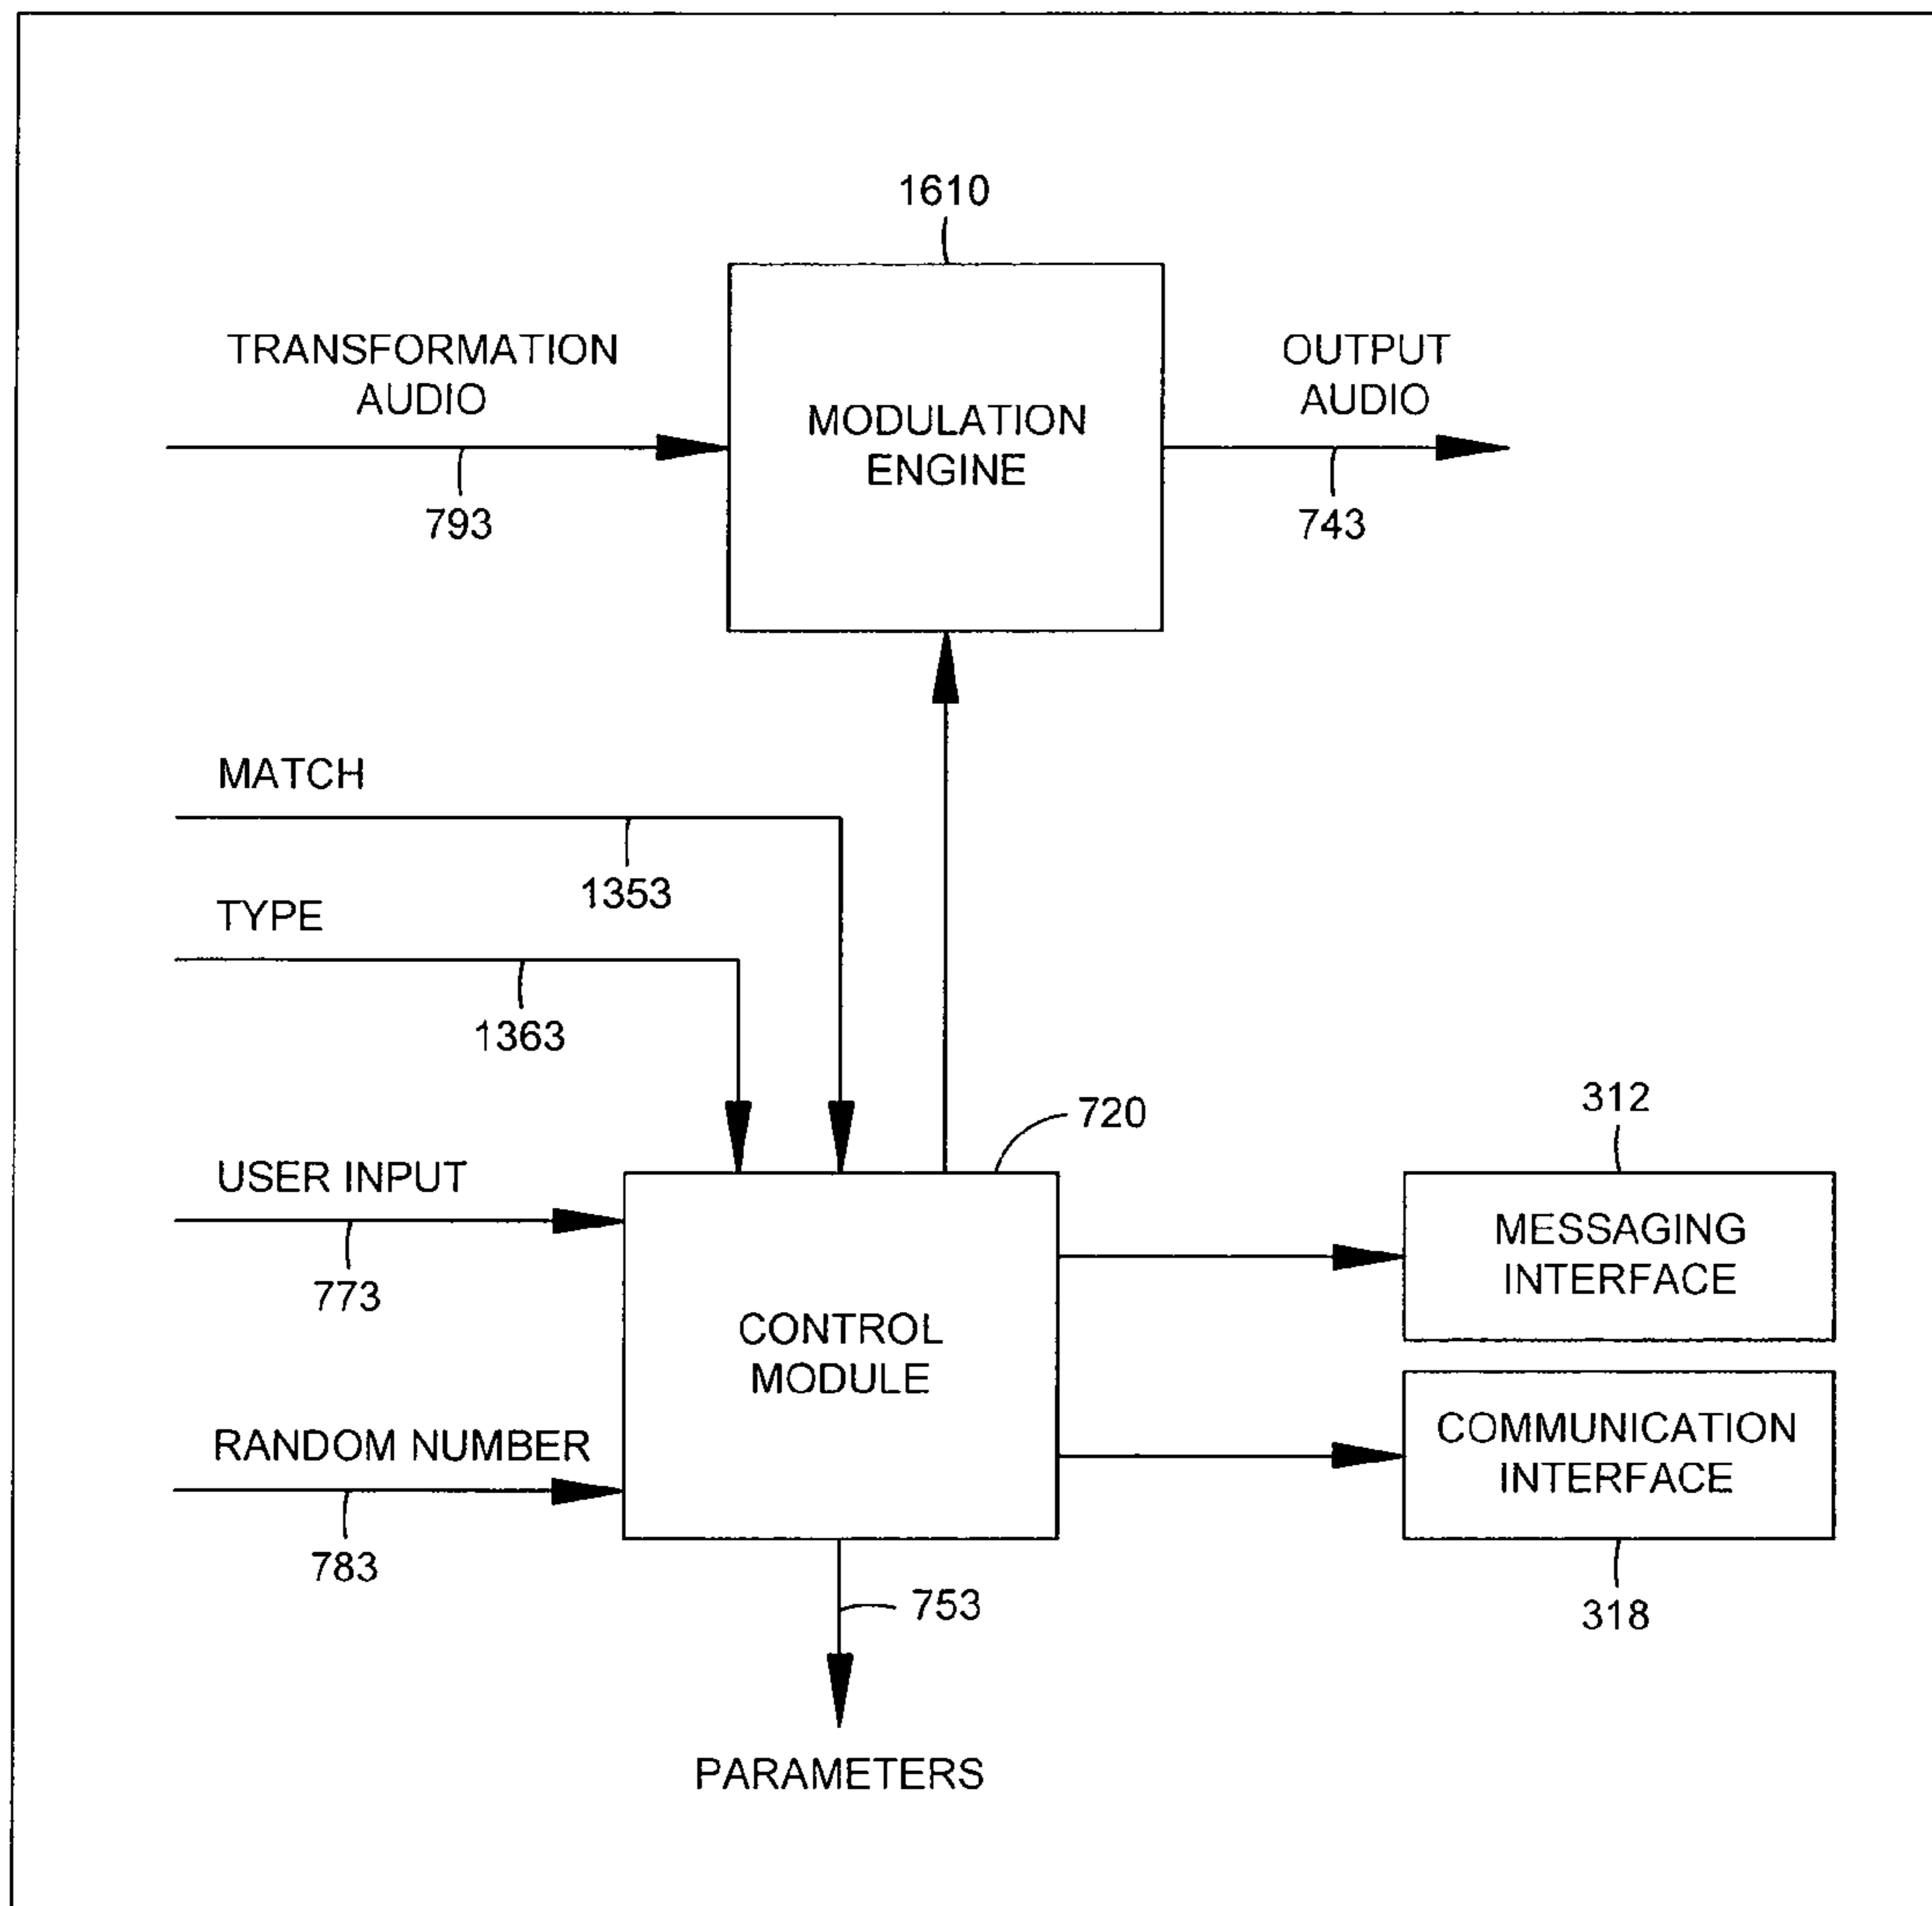 1610
TRANSFORMATION
AUDIO
793
MODULATION
ENGINE
OUTPUT
AUDIO
743
MATCH
1353
TYPE
1363
720
312
USER INPUT
773
MESSAGING
INTERFACE
CONTROL
MODULE
RANDOM NUMBER
783
COMMUNICATION
INTERFACE
318
753
PARAMETERS